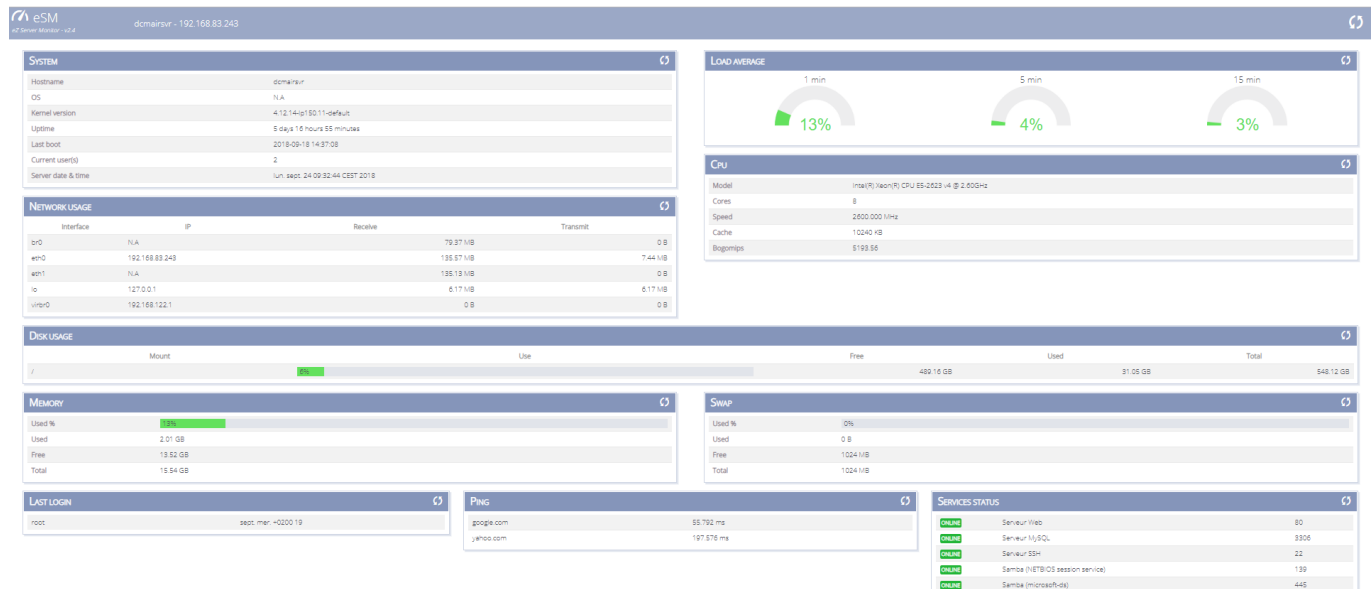 eSM
eZ Server Monitor - v2.4
dcmairsvr - 192.168.83.243
System
Hostname dcmairsvr
OS N.A
Kernel version 4.12.14-lp150.11-default
Uptime 5 days 16 hours 55 minutes
Last boot 2018-09-18 14:37:08
Current user(s) 2
Server date & time lun. sept. 24 09:32:44 CEST 2018
Load average
1 min 5 min 15 min
13% 4% 3%
Cpu
Model Intel(R) Xeon(R) CPU E5-2623 v4 @ 2.60GHz
Cores 8
Speed 2600.000 MHz
Cache 10240 KB
Bogomips 5193.56
Network usage
Interface IP Receive Transmit
br0 N.A 79.37 MB 0 B
eth0 192.168.83.243 135.57 MB 7.44 MB
eth1 N.A 135.13 MB 0 B
lo 127.0.0.1 6.17 MB 6.17 MB
virbr0 192.168.122.1 0 B 0 B
Disk usage
Mount Use Free Used Total
/ 6% 489.16 GB 31.05 GB 548.12 GB
Memory
Used % 13%
Used 2.01 GB
Free 13.52 GB
Total 15.54 GB
Swap
Used % 0%
Used 0 B
Free 1024 MB
Total 1024 MB
Last login
root sept. mer. +0200 19
Ping
google.com 55.792 ms
yahoo.com 197.576 ms
Services status
ONLINE Serveur Web 80
ONLINE Serveur MySQL 3306
ONLINE Serveur SSH 22
ONLINE Samba (NETBIOS session service) 139
ONLINE Samba (microsoft-ds) 445